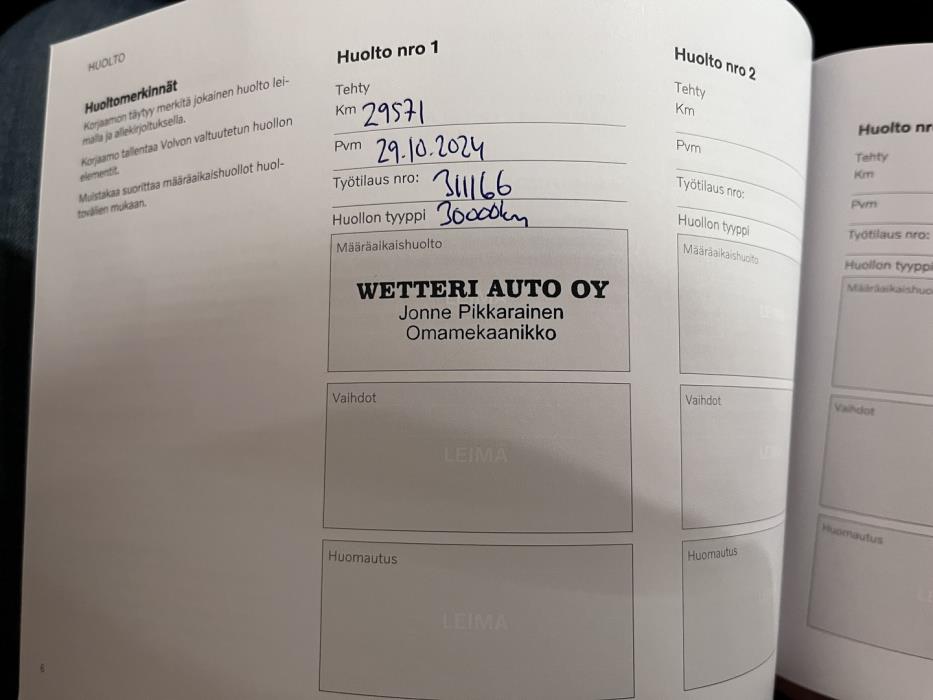 HUOLTO
Huoltomerkinnät
Korjaamon täytyy merkitä jokainen huolto lei-
malla ja allekirjoituksella.
Korjaamo tallentaa Volvon valtuutetun huollon
elementit.
Muistakaa suorittaa määräaikaishuollot huol-
tovälien mukaan.
6
Huolto nro 1
Tehty
Km 29571
Pvm 29.10.2024
Työtilaus nro: 311166
Huollon tyyppi 30000km
Määräaikaishuolto
WETTERI AUTO OY
Jonne Pikkarainen
Omamekaanikko
Vaihdot
LEIMA
Huomautus
LEIMA
Huolto nro 2
Tehty
Km
Pvm
Työtilaus nro:
Huollon tyyppi
Määräaikaishuolto
Vaihdot
Huomautus
Huolto nr
Tehty
Km
Pvm
Työtilaus nro:
Huollon tyyppi
Määräaikaishuo
Vaihdot
Huomautus